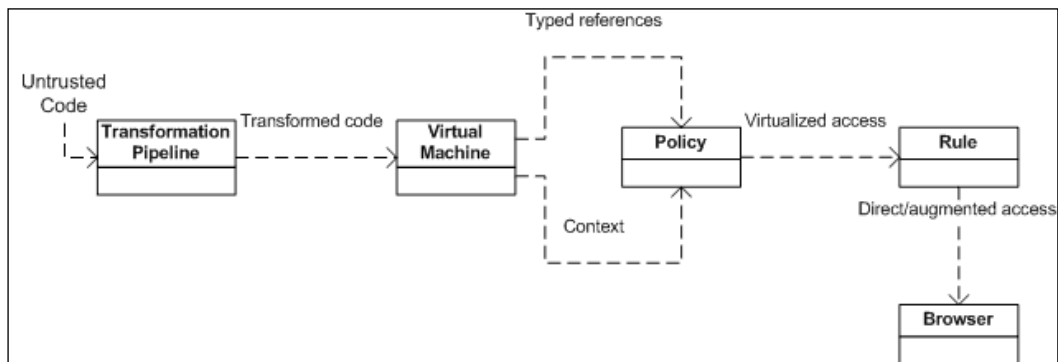 Typed references
Untrusted
Code
Transformation
Pipeline
Transformed code
Virtual
Machine
Policy
Virtualized access
Rule
Direct/augmented access
Context
Browser